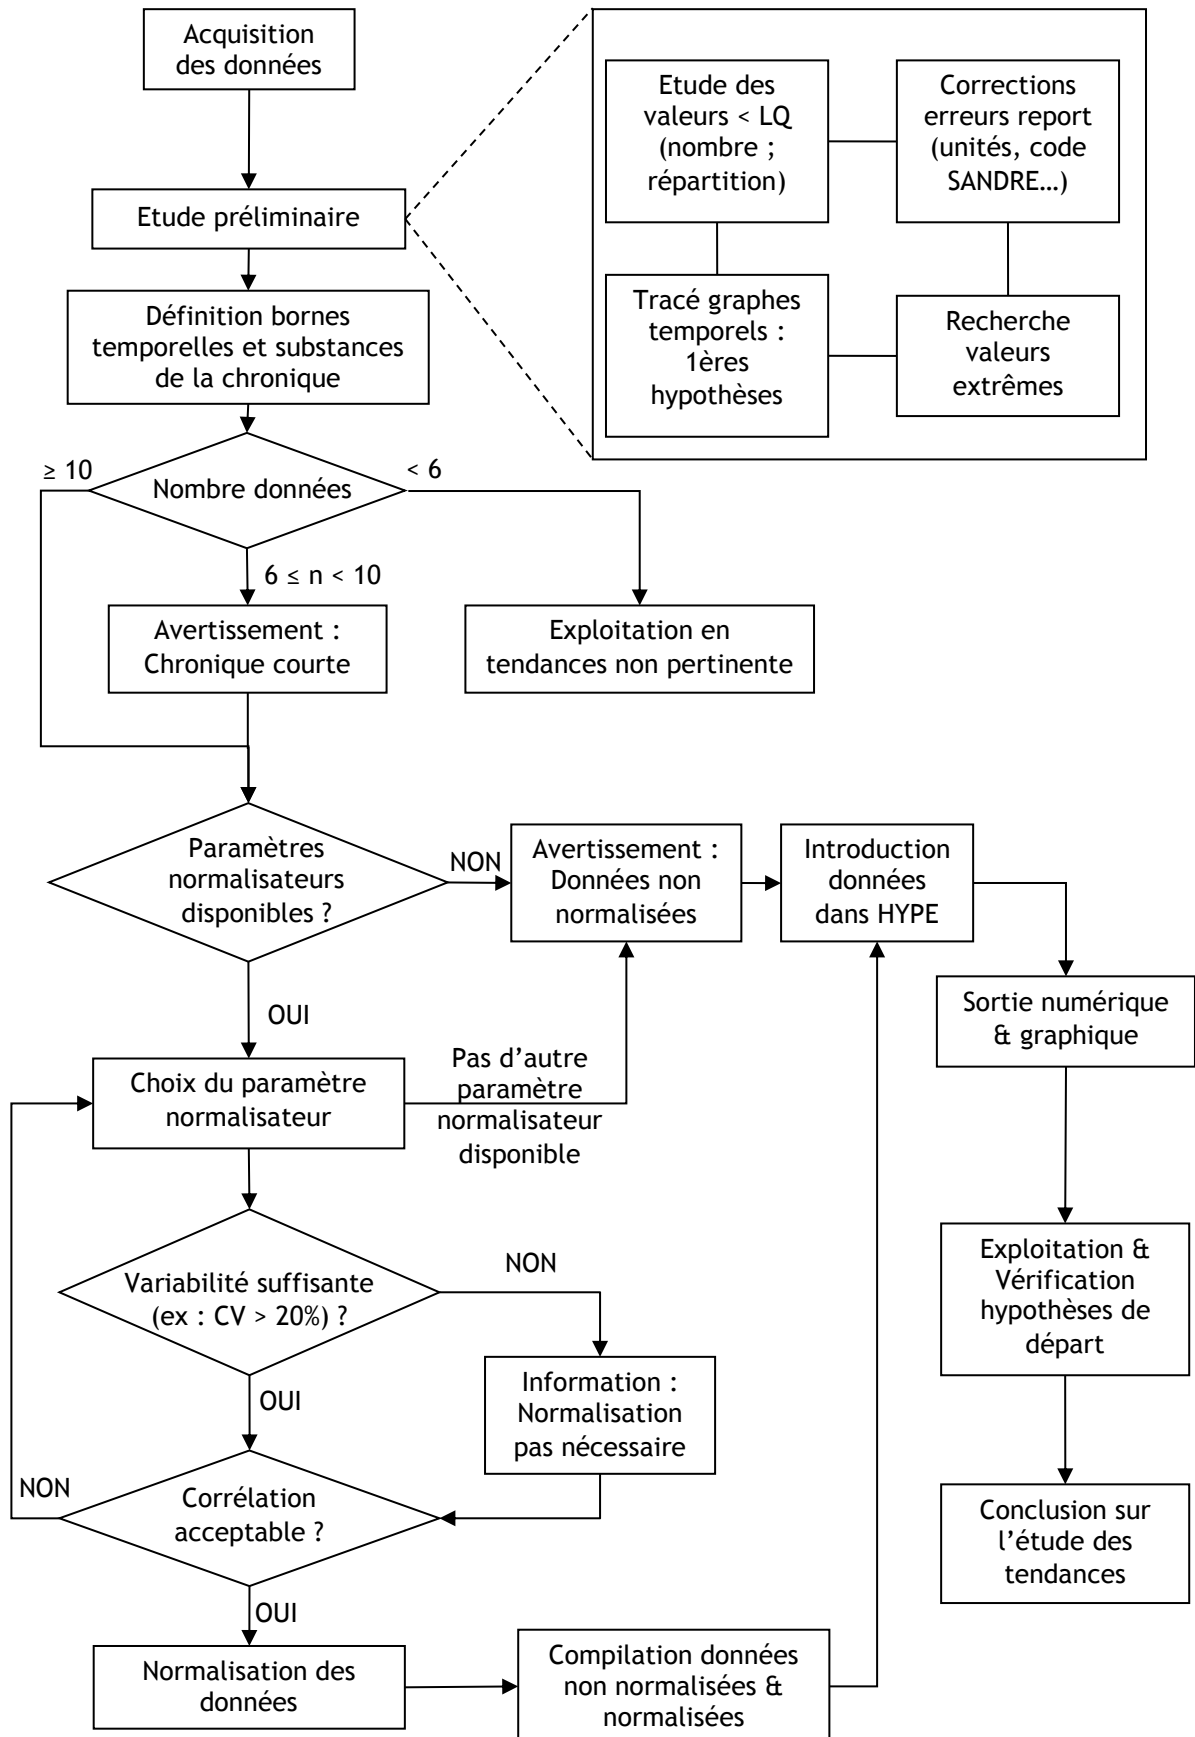 Acquisition
des données
Etude préliminaire
Etude des
valeurs < LQ
(nombre ;
répartition)
Corrections
erreurs report
(unités, code
SANDRE…)
Tracé graphes
temporels :
1ères
hypothèses
Recherche
valeurs
extrêmes
Définition bornes
temporelles et substances
de la chronique
≥ 10
Nombre données
< 6
6 ≤ n < 10
Avertissement :
Chronique courte
Exploitation en
tendances non pertinente
Paramètres
normalisateurs
disponibles ?
NON
Avertissement :
Données non
normalisées
Introduction
données
dans HYPE
OUI
Sortie numérique
& graphique
Choix du paramètre
normalisateur
Pas d’autre
paramètre
normalisateur
disponible
Variabilité suffisante
(ex : CV > 20%) ?
NON
Exploitation &
Vérification
hypothèses de
départ
OUI
Information :
Normalisation
pas nécessaire
NON
Corrélation
acceptable ?
Conclusion sur
l’étude des
tendances
OUI
Normalisation des
données
Compilation données
non normalisées &
normalisées